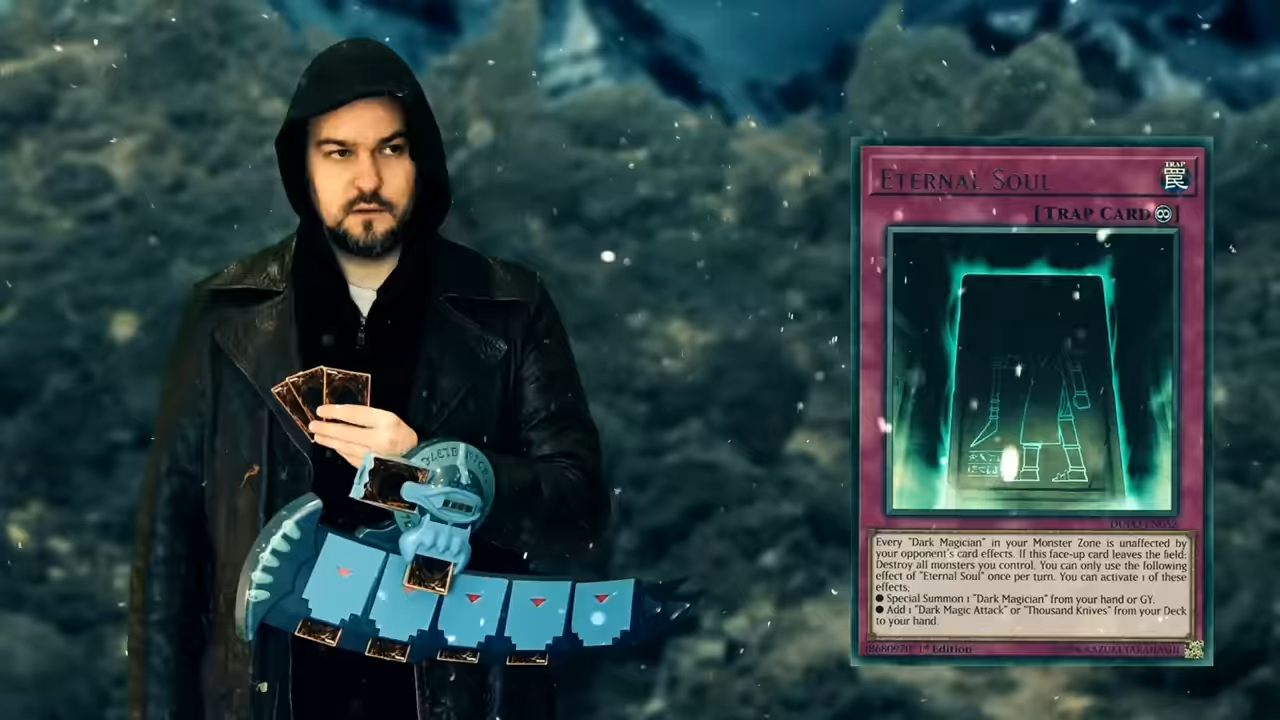 TRAP
罠
Eternal Soul
[Trap Card ]
DUPO-EN052
Every "Dark Magician" in your Monster Zone is unaffected by
your opponent's card effects. If this face-up card leaves the field:
Destroy all monsters you control. You can only use the following
effect of "Eternal Soul" once per turn. You can activate 1 of these
effects;
● Special Summon 1 "Dark Magician" from your hand or GY.
● Add 1 "Dark Magic Attack" or "Thousand Knives" from your Deck
to your hand.
1st Edition
KAZUKI TAKAHASHI